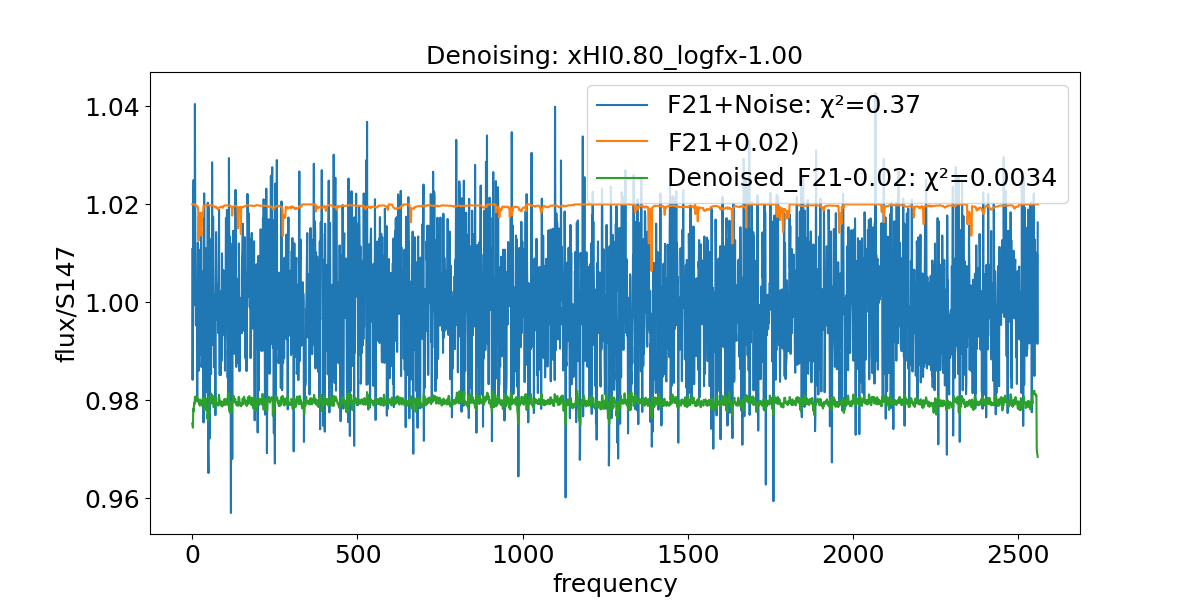 Denoising: xHI0.80_logfx-1.00
F21+Noise: χ²=0.37
F21+0.02)
Denoised_F21-0.02: χ²=0.0034
flux/S147
1.04
1.02
1.00
0.98
0.96
0 500 1000 1500 2000 2500
frequency